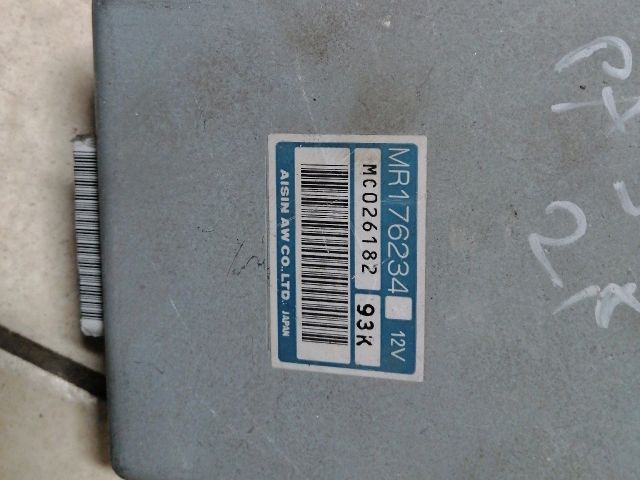 MR176234 12V
MC026182 93K
AISIN AW CO.,LTD. JAPAN